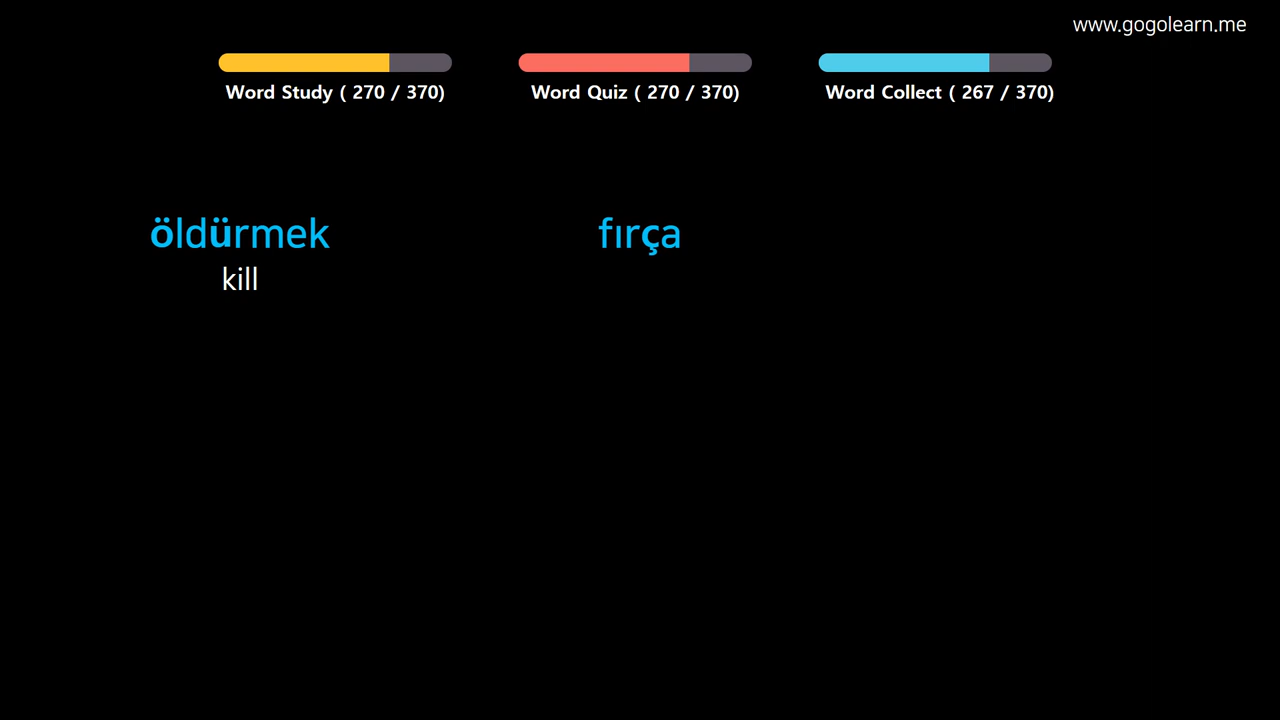 www.gogolearn.me
Word Study ( 270 / 370)
Word Quiz ( 270 / 370)
Word Collect ( 267 / 370)
öldürmek
kill
fırça